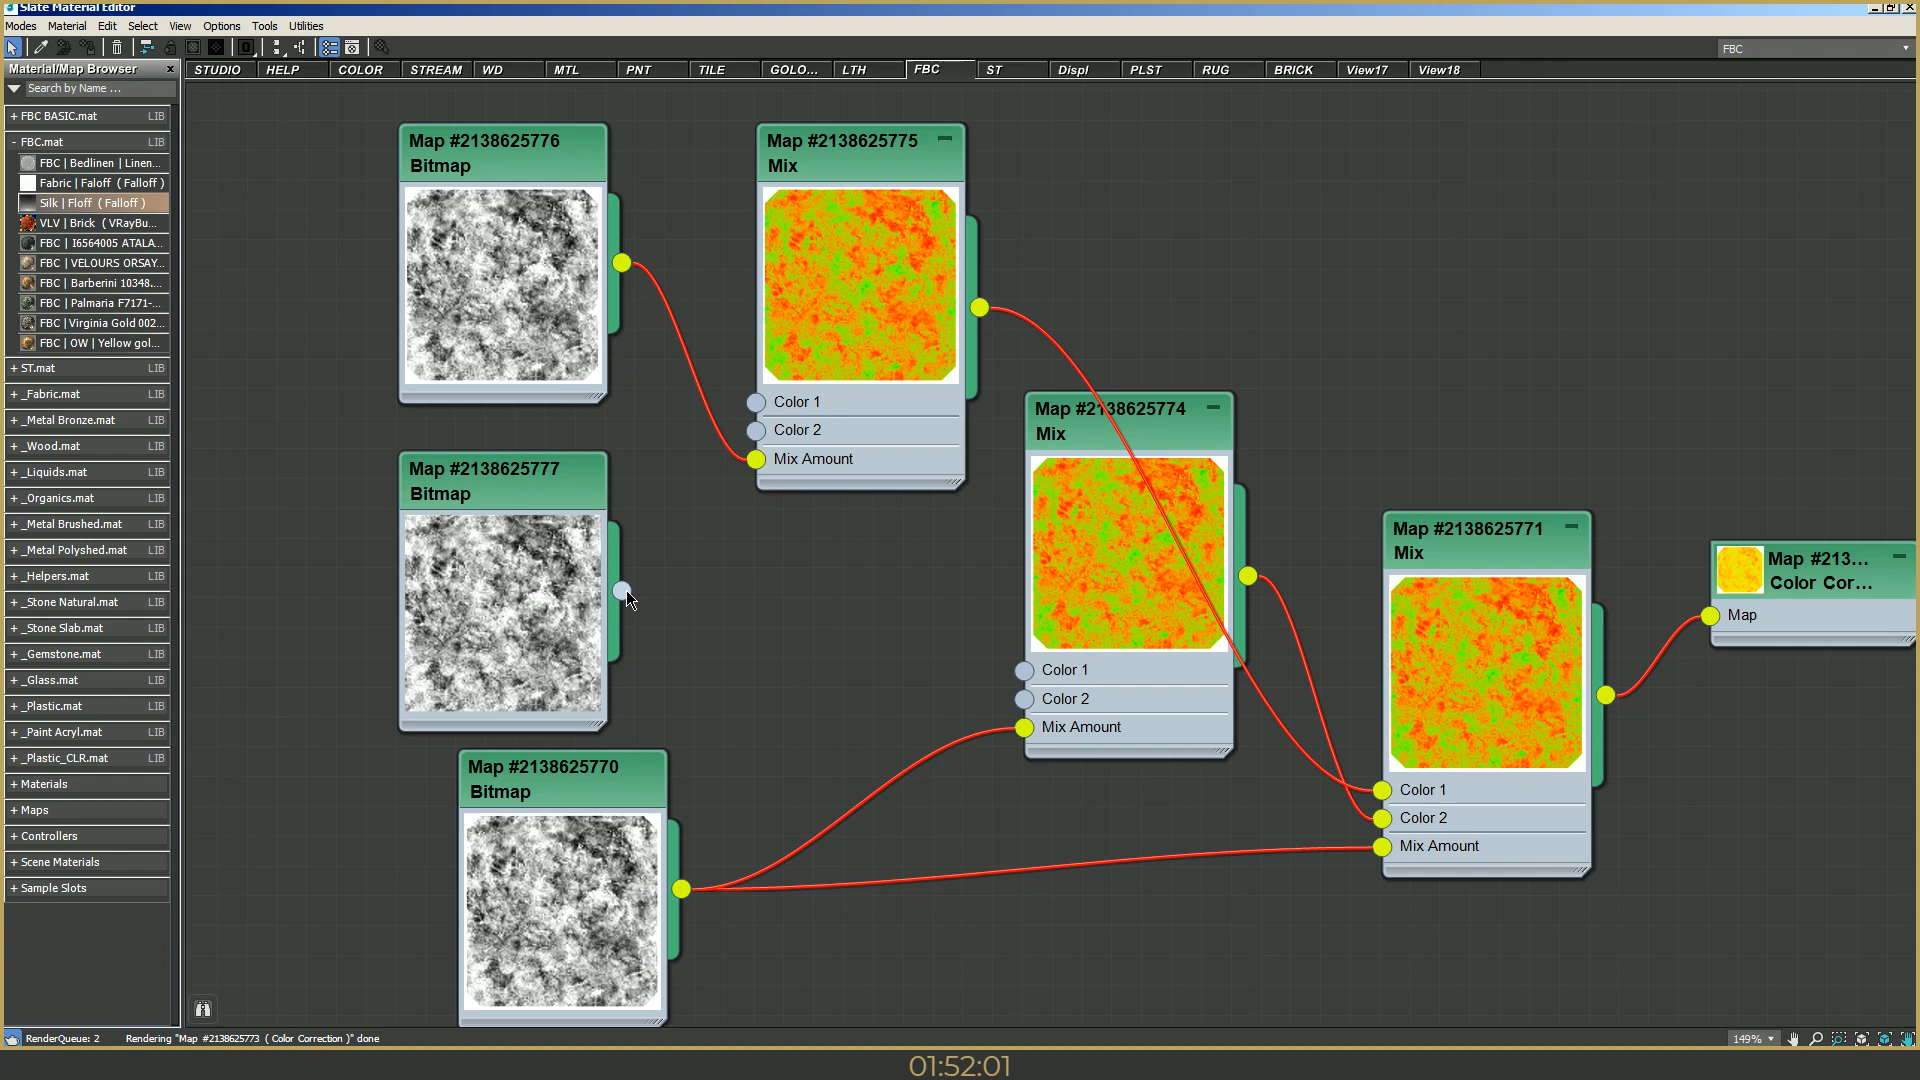 Slate Material Editor
Modes Material Edit Select View Options Tools Utilities
FBC
Material/Map Browser x
STUDIO HELP COLOR STREAM WD MTL PNT TILE GOLO... LTH FBC ST Displ PLST RUG BRICK View17 View18
Search by Name ...
+ FBC BASIC.mat LIB
- FBC.mat LIB
FBC | Bedlinen | Linen...
Fabric | Faloff ( Falloff )
Silk | Floff ( Falloff )
VLV | Brick ( VRayBu...
FBC | I6564005 ATALA...
FBC | VELOURS ORSAY...
FBC | Barberini 10348....
FBC | Palmaria F7171-...
FBC |Virginia Gold 002...
FBC | OW | Yellow gol...
+ ST.mat LIB
+ _Fabric.mat LIB
+ _Metal Bronze.mat LIB
+ _Wood.mat LIB
+ _Liquids.mat LIB
+ _Organics.mat LIB
+ _Metal Brushed.mat LIB
+ _Metal Polyshed.mat LIB
+ _Helpers.mat LIB
+ _Stone Natural.mat LIB
+ _Stone Slab.mat LIB
+ _Gemstone.mat LIB
+ _Glass.mat LIB
+ _Plastic.mat LIB
+ _Paint Acryl.mat LIB
+ _Plastic_CLR.mat LIB
+ Materials
+ Maps
+ Controllers
+ Scene Materials
+ Sample Slots
Map #2138625776
Bitmap
Map #2138625775
Mix
Color 1
Color 2
Mix Amount
Map #2138625777
Bitmap
Map #2138625774
Mix
Color 1
Color 2
Mix Amount
Map #2138625770
Bitmap
Map #2138625771
Mix
Color 1
Color 2
Mix Amount
Map #213...
Color Cor...
Map
RenderQueue: 2 Rendering "Map #2138625773 ( Color Correction )" done
149%
01:52:01